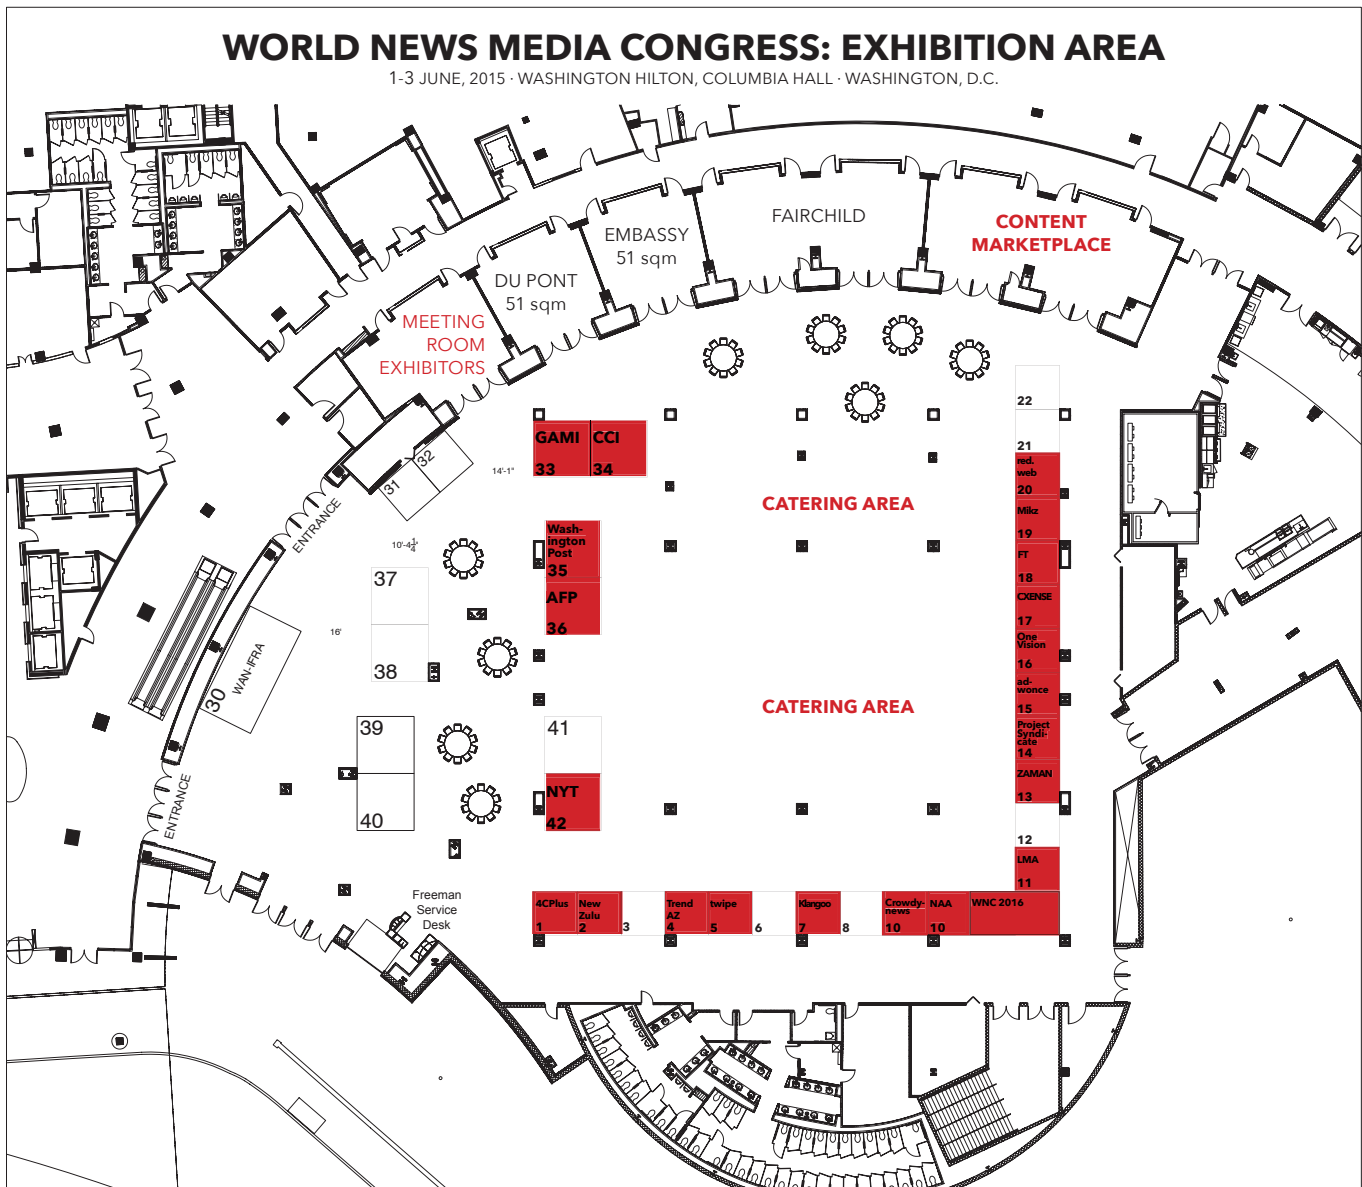 WORLD NEWS MEDIA CONGRESS: EXHIBITION AREA
1-3 JUNE, 2015 · WASHINGTON HILTON, COLUMBIA HALL · WASHINGTON, D.C.
FAIRCHILD
CONTENT
MARKETPLACE
EMBASSY
51 sqm
DU PONT
51 sqm
MEETING
ROOM
EXHIBITORS
22
21
red.
web
20
Mikz
19
FT
18
CXENSE
17
One
Vision
16
ad-
wonce
15
Project
Syndi-
cate
14
ZAMAN
13
12
LMA
11
GAMI
33
CCI
34
14'-1"
32
31
ENTRANCE
CATERING AREA
Wash-
ington
Post
35
AFP
36
10'-4¼"
37
38
16'
WAN-IFRA
30
CATERING AREA
39
40
41
NYT
42
ENTRANCE
Freeman
Service
Desk
4CPlus
1
New
Zulu
2
3
Trend
AZ
4
twipe
5
6
Klangoo
7
8
Crowdy-
news
10
NAA
10
WNC 2016